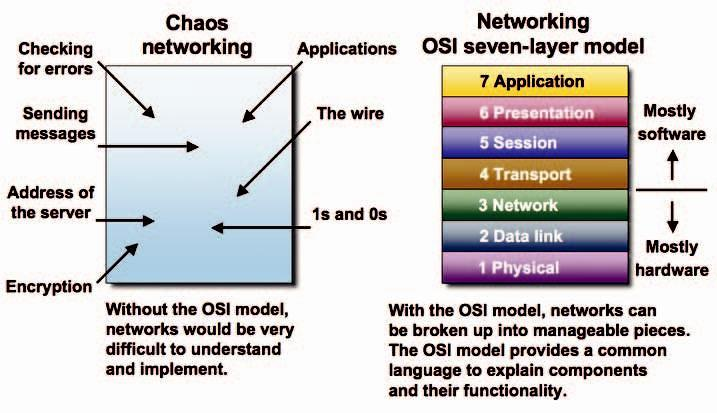 Chaos
networking
Checking
for errors
Applications
Sending
messages
The wire
Address of
the server
1s and 0s
Encryption
Without the OSI model,
networks would be very
difficult to understand
and implement.
Networking
OSI seven-layer model
7 Application
6 Presentation
5 Session
4 Transport
3 Network
2 Data link
1 Physical
Mostly
software
Mostly
hardware
With the OSI model, networks can
be broken up into manageable pieces.
The OSI model provides a common
language to explain components
and their functionality.